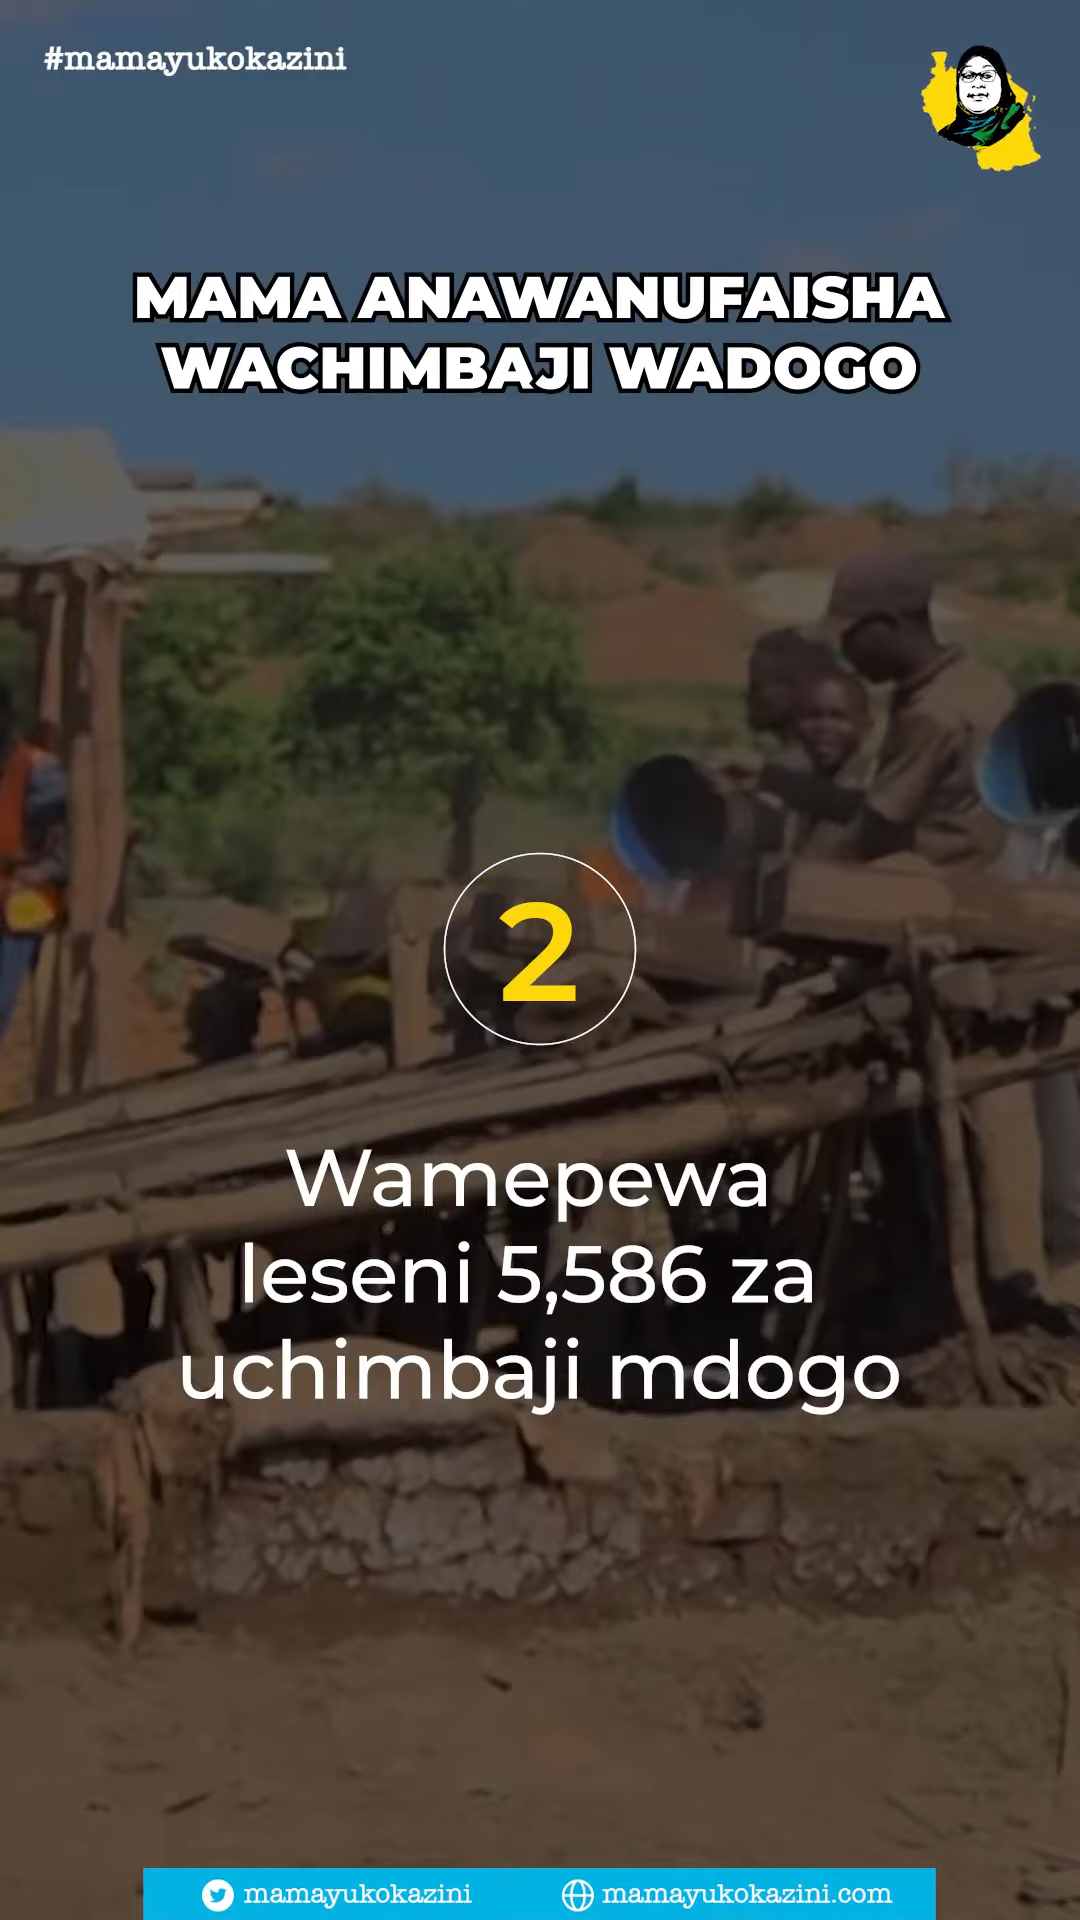 #mamayukokazini
MAMA ANAWANUFAISHA
WACHIMBAJI WADOGO
2
Wamepewa
leseni 5,586 za
uchimbaji mdogo
mamayukokazini
mamayukokazini.com